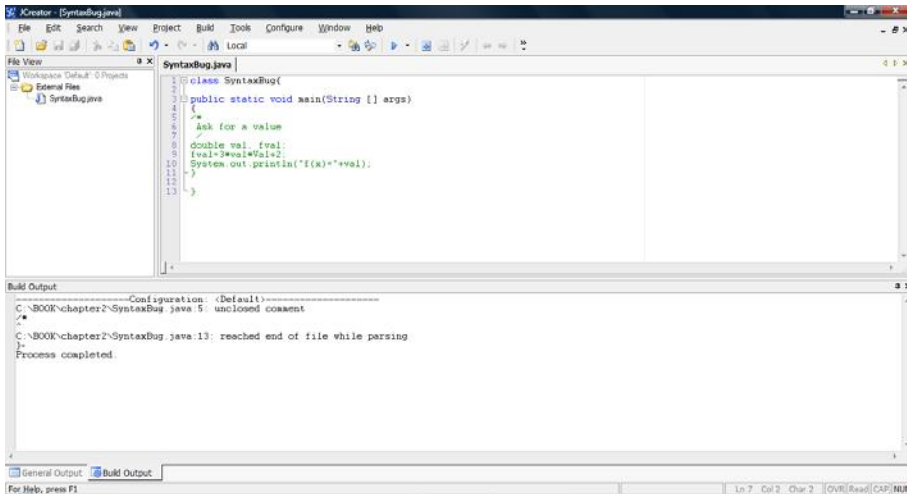 JCreator - [SyntaxBug.java]
File Edit Search View Project Build Tools Configure Window Help
Local
File View
SyntaxBug.java
Workspace 'Default': 0 Projects
External Files
SyntaxBug.java
1 class SyntaxBug{
2
3 public static void main(String [] args)
4 {
5 /*
6 Ask for a value
7 /
8 double val, fval;
9 fval=3*val*Val+2;
10 System.out.println("f(x)="+val);
11 }
12
13 }
Build Output
--------------------Configuration: <Default>--------------------
C:\BOOK\chapter2\SyntaxBug.java:5: unclosed comment
/*
^
C:\BOOK\chapter2\SyntaxBug.java:13: reached end of file while parsing
}
Process completed.
General Output Build Output
For Help, press F1
Ln 7 Col 2 Char 2 OVR Read CAP NUM